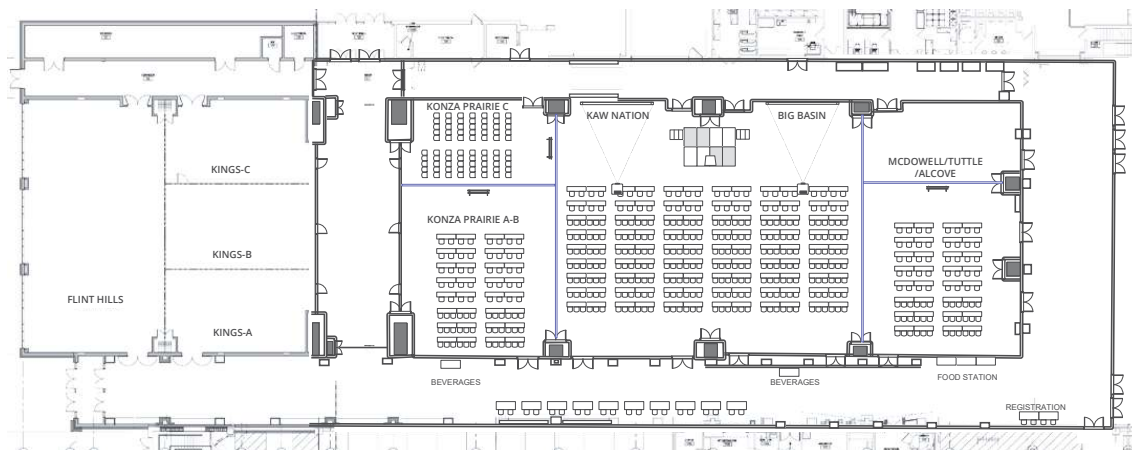 KONZA PRAIRIE C
KAW NATION
BIG BASIN
KINGS-C
MCDOWELL/TUTTLE
/ALCOVE
KONZA PRAIRIE A-B
KINGS-B
FLINT HILLS
KINGS-A
BEVERAGES
BEVERAGES
FOOD STATION
REGISTRATION